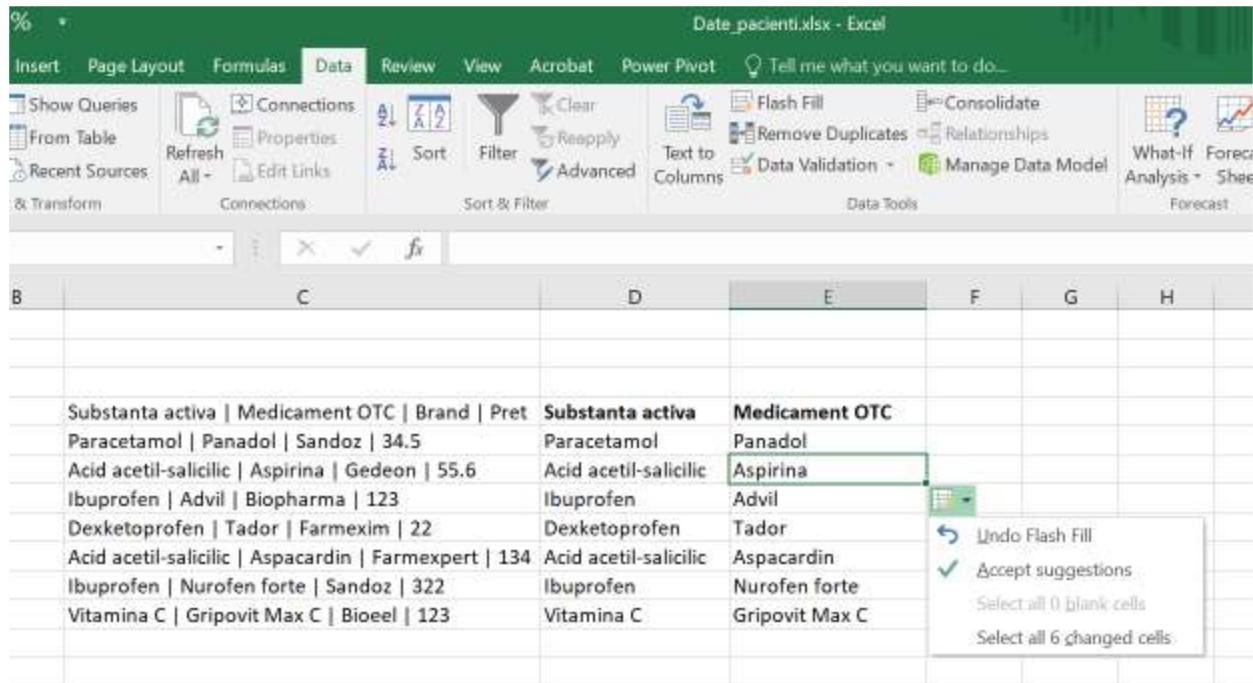 % Date_pacienti.xlsx - Excel
Insert Page Layout Formulas Data Review View Acrobat Power Pivot Tell me what you want to do...
Show Queries Connections Clear Flash Fill Consolidate
From Table Properties Reapply Remove Duplicates Relationships
Refresh All Sort Filter Text to Columns What-If Analysis
Recent Sources Edit Links Advanced Data Validation Manage Data Model
& Transform Connections Sort & Filter Data Tools Forecast
fx
B C D E F G H
Substanta activa | Medicament OTC | Brand | Pret Substanta activa Medicament OTC
Paracetamol | Panadol | Sandoz | 34.5 Paracetamol Panadol
Acid acetil-salicilic | Aspirina | Gedeon | 55.6 Acid acetil-salicilic Aspirina
Ibuprofen | Advil | Biopharma | 123 Ibuprofen Advil
Dexketoprofen | Tador | Farmexim | 22 Dexketoprofen Tador
Acid acetil-salicilic | Aspacardin | Farmexpert | 134 Acid acetil-salicilic Aspacardin
Ibuprofen | Nurofen forte | Sandoz | 322 Ibuprofen Nurofen forte
Vitamina C | Gripovit Max C | Bioeel | 123 Vitamina C Gripovit Max C
Undo Flash Fill
Accept suggestions
Select all 0 blank cells
Select all 6 changed cells